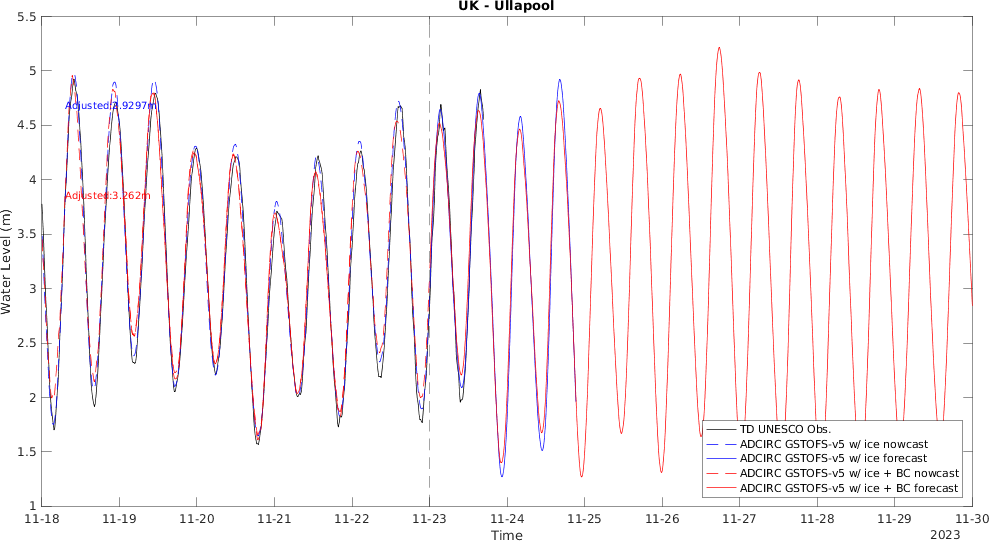 UK - Ullapool
5.5
5
4.5
4
3.5
3
2.5
2
1.5
1
Water Level (m)
Adjusted:2.9297m
Adjusted:3.262m
TD UNESCO Obs.
ADCIRC GSTOFS-v5 w/ ice nowcast
ADCIRC GSTOFS-v5 w/ ice forecast
ADCIRC GSTOFS-v5 w/ ice + BC nowcast
ADCIRC GSTOFS-v5 w/ ice + BC forecast
11-18 11-19 11-20 11-21 11-22 11-23 11-24 11-25 11-26 11-27 11-28 11-29 11-30
Time
2023